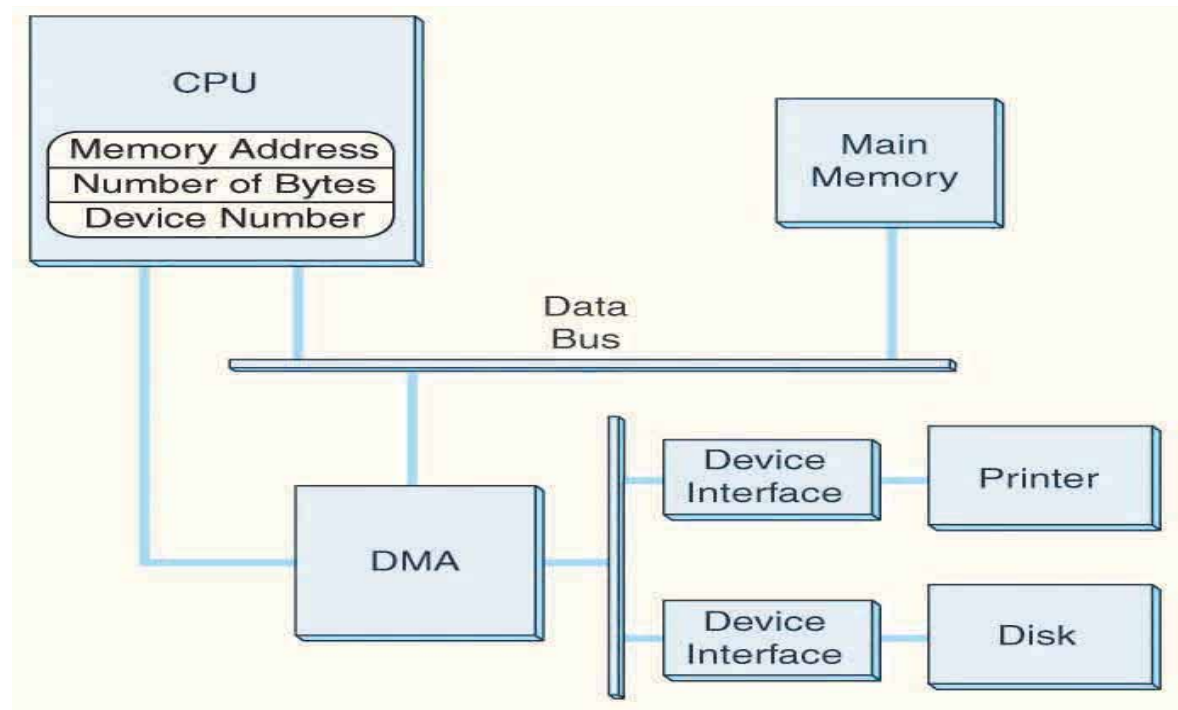 CPU
Memory Address
Number of Bytes
Device Number
Main
Memory
Data
Bus
Device
Interface
Printer
DMA
Device
Interface
Disk